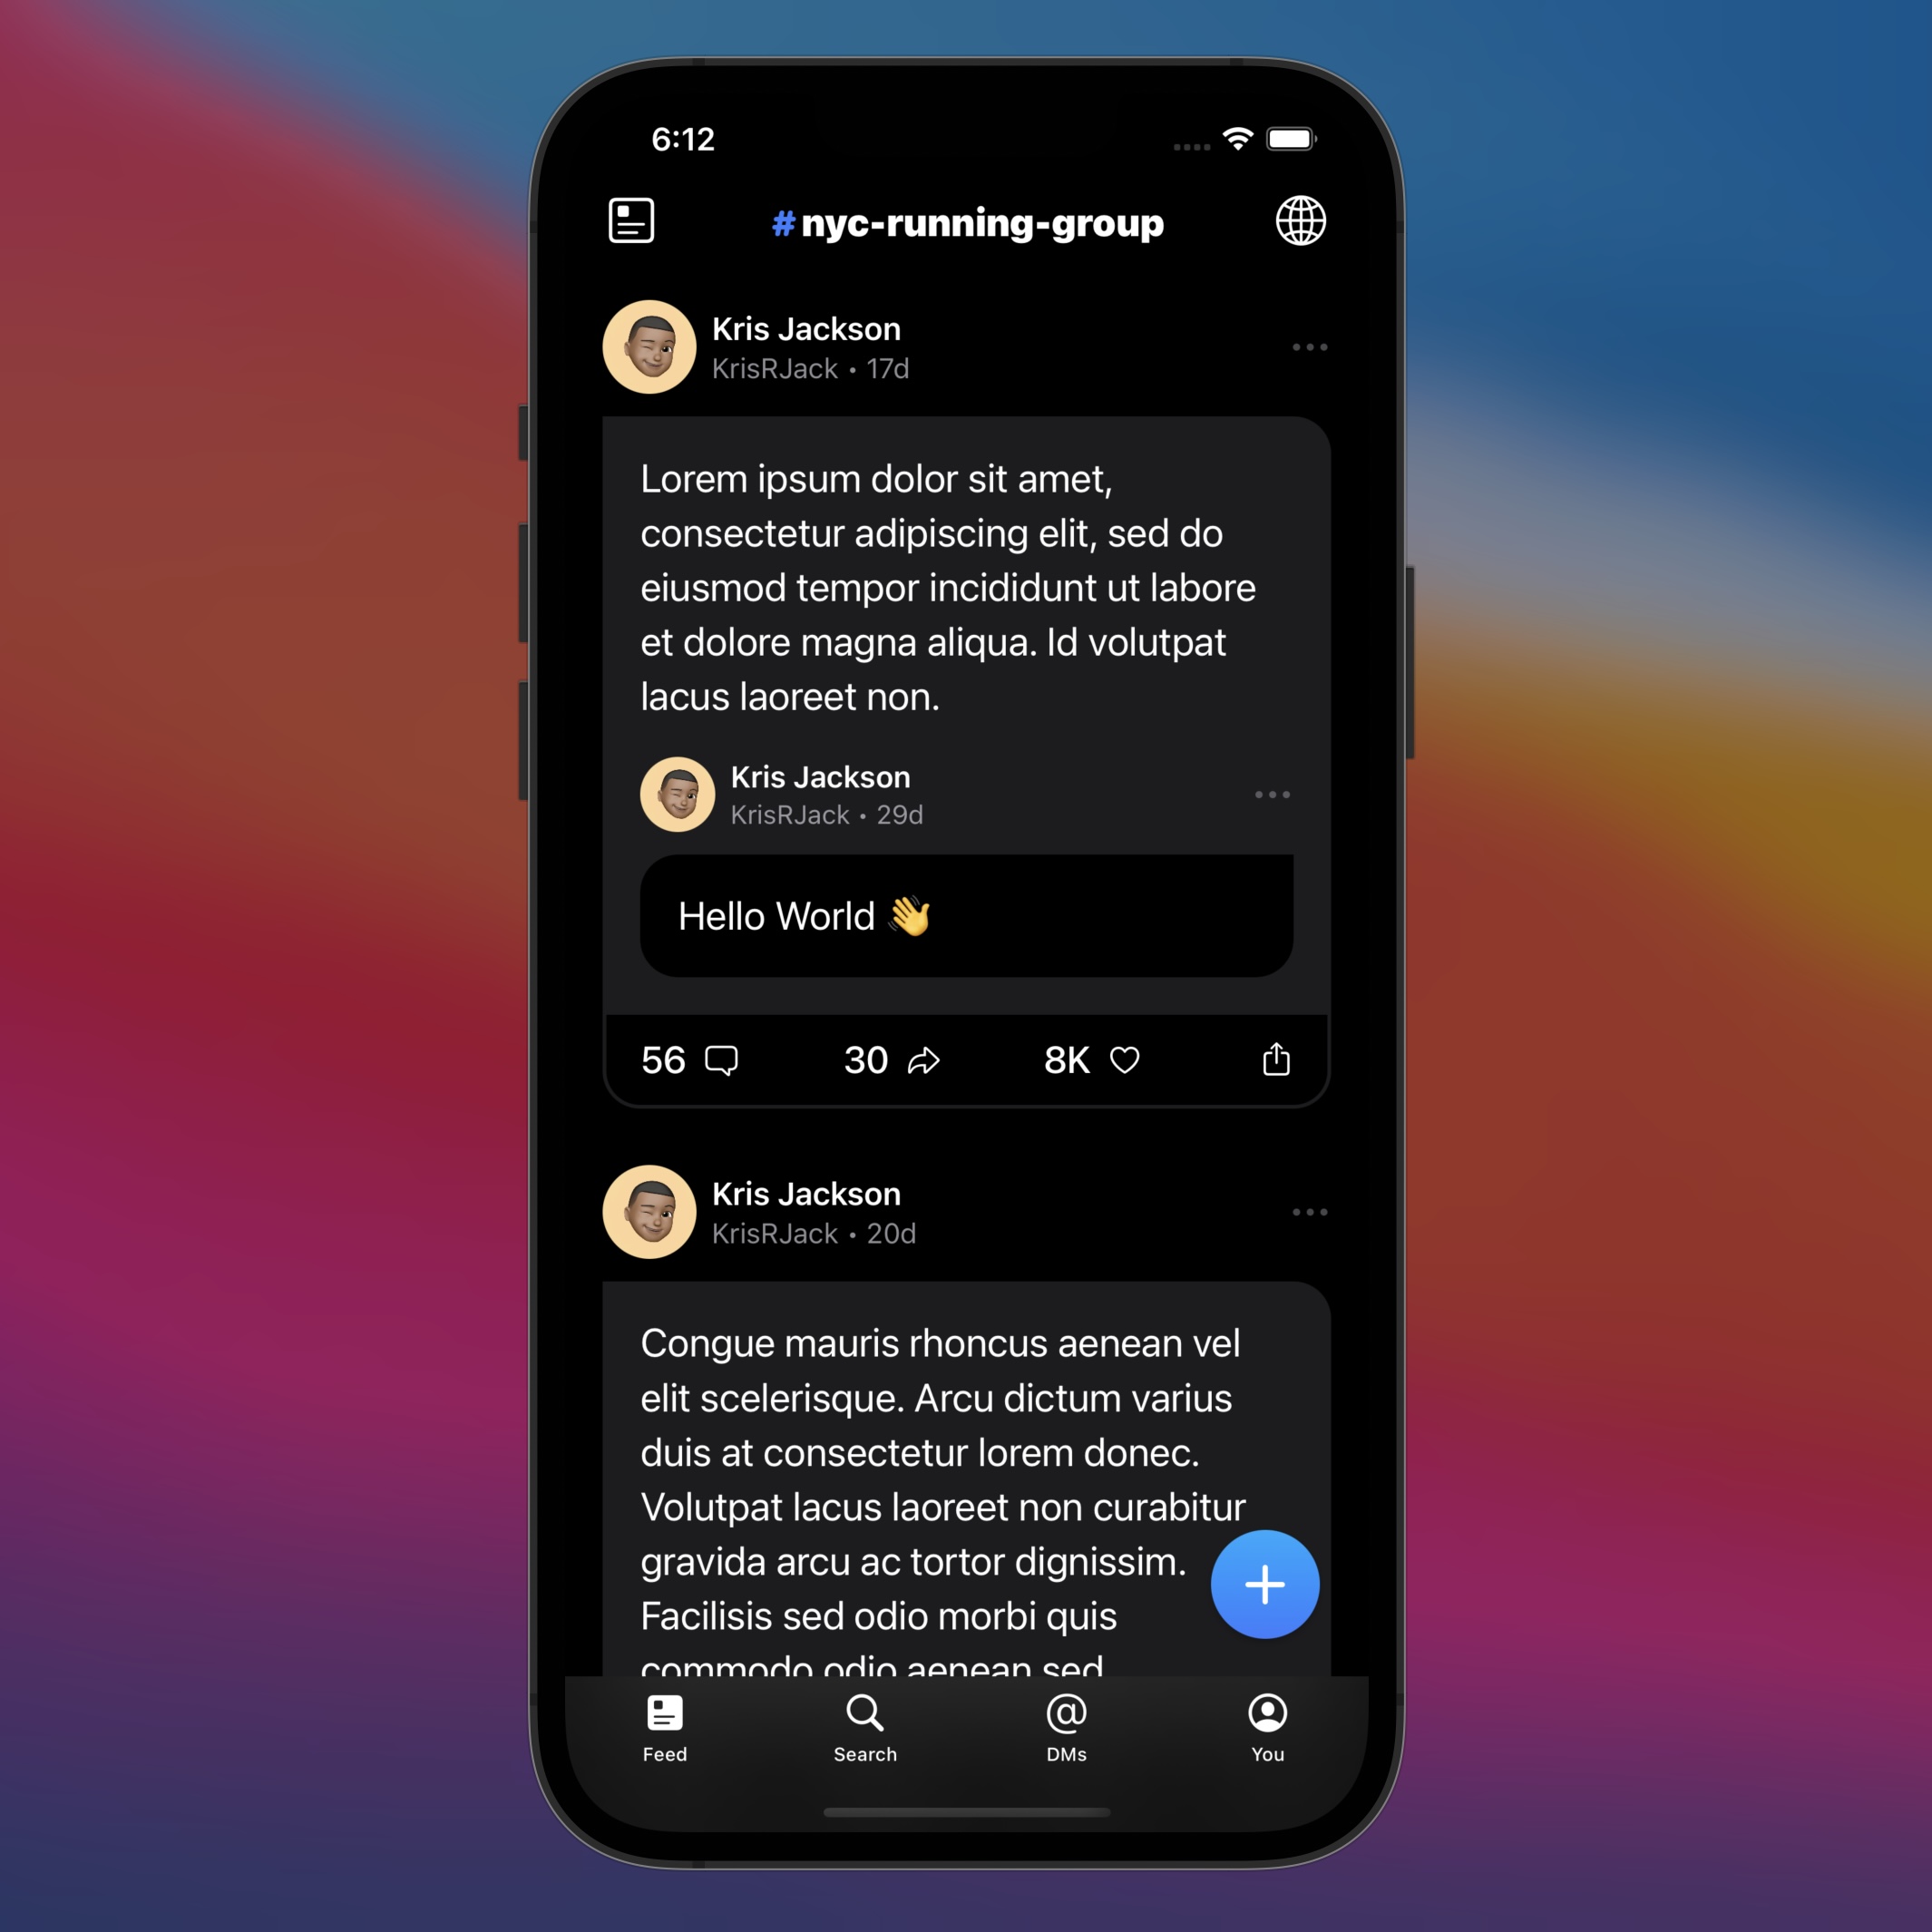 6:12
#nyc-running-group
Kris Jackson
KrisRJack • 17d
Lorem ipsum dolor sit amet,
consectetur adipiscing elit, sed do
eiusmod tempor incididunt ut labore
et dolore magna aliqua. Id volutpat
lacus laoreet non.
Kris Jackson
KrisRJack • 29d
Hello World 👋
56 30 8K
Kris Jackson
KrisRJack • 20d
Congue mauris rhoncus aenean vel
elit scelerisque. Arcu dictum varius
duis at consectetur lorem donec.
Volutpat lacus laoreet non curabitur
gravida arcu ac tortor dignissim.
Facilisis sed odio morbi quis
commodo odio aenean sed
Feed Search DMs You